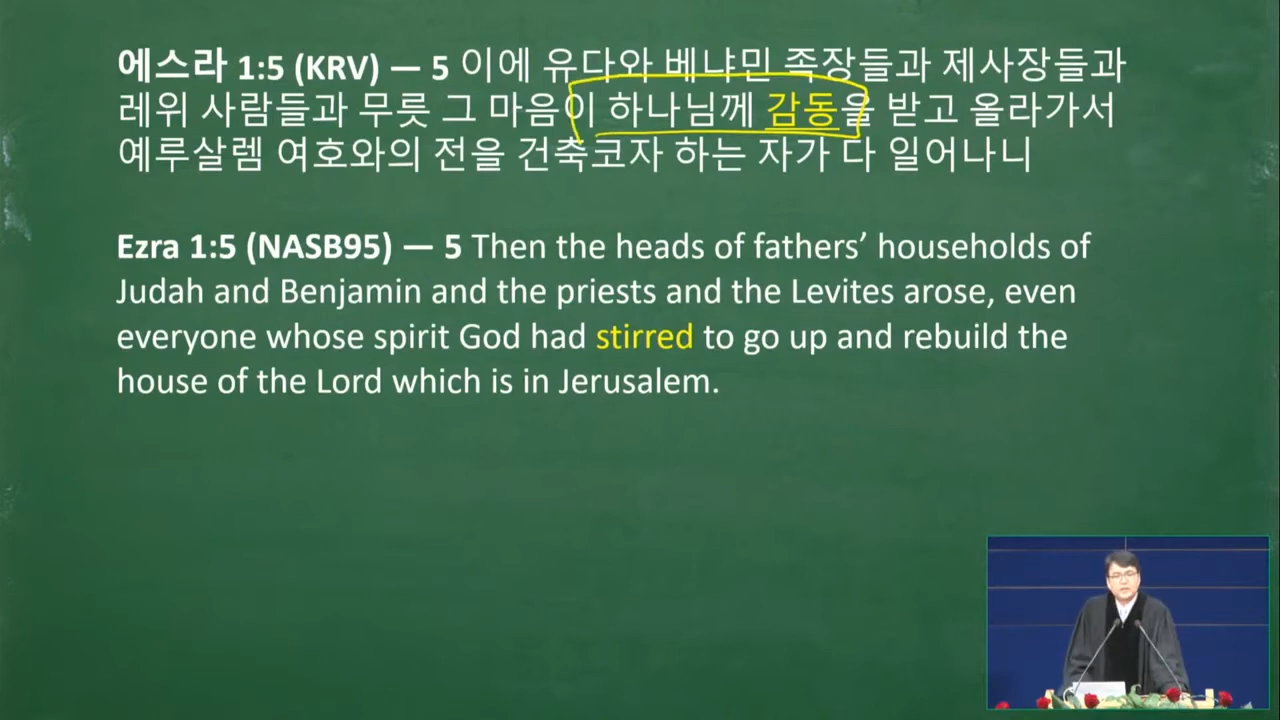 에스라 1:5 (KRV) — 5 이에 유다와 베냐민 족장들과 제사장들과
레위 사람들과 무릇 그 마음이 하나님께 감동을 받고 올라가서
예루살렘 여호와의 전을 건축코자 하는 자가 다 일어나니
Ezra 1:5 (NASB95) — 5 Then the heads of fathers’ households of
Judah and Benjamin and the priests and the Levites arose, even
everyone whose spirit God had stirred to go up and rebuild the
house of the Lord which is in Jerusalem.